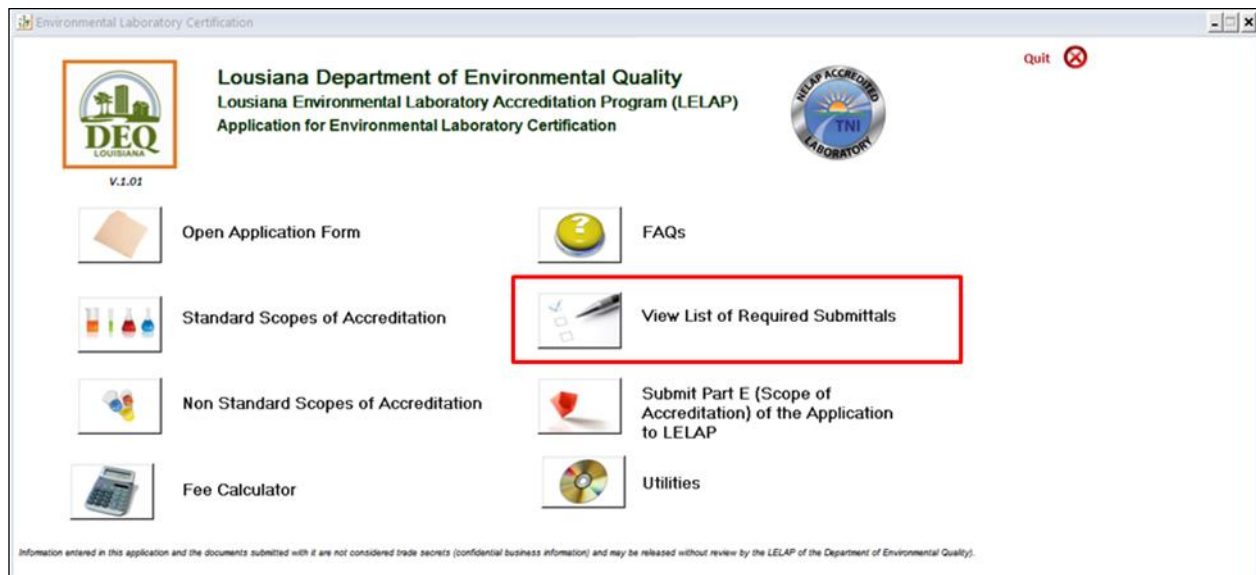 Environmental Laboratory Certification
Quit
Lousiana Department of Environmental Quality
Lousiana Environmental Laboratory Accreditation Program (LELAP)
Application for Environmental Laboratory Certification
DEQ
LOUISIANA
NELAP ACCREDITED
TNI
LABORATORY
V.1.01
Open Application Form
FAQs
Standard Scopes of Accreditation
View List of Required Submittals
Non Standard Scopes of Accreditation
Submit Part E (Scope of
Accreditation) of the Application
to LELAP
Fee Calculator
Utilities
Information entered in this application and the documents submitted with it are not considered trade secrets (confidential business information) and may be released without review by the LELAP of the Department of Environmental Quality).